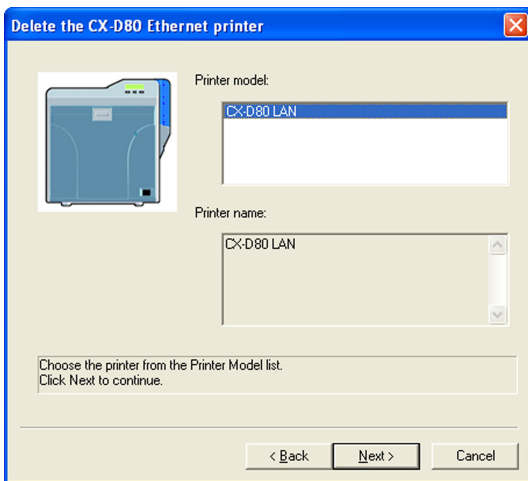 Delete the CX-D80 Ethernet printer
Printer model:
CX-D80 LAN
Printer name:
CX-D80 LAN
Choose the printer from the Printer Model list.
Click Next to continue.
< Back
Next >
Cancel